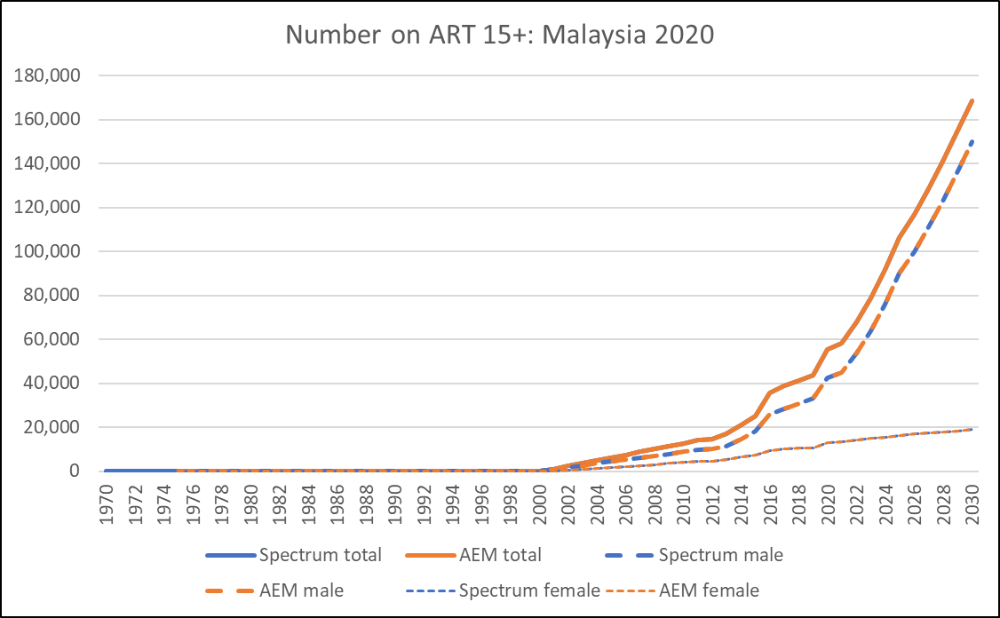 Number on ART 15+: Malaysia 2020
180,000
160,000
140,000
120,000
100,000
80,000
60,000
40,000
20,000
0
1970 1972 1974 1976 1978 1980 1982 1984 1986 1988 1990 1992 1994 1996 1998 2000 2002 2004 2006 2008 2010 2012 2014 2016 2018 2020 2022 2024 2026 2028 2030
Spectrum total AEM total Spectrum male
AEM male Spectrum female AEM female